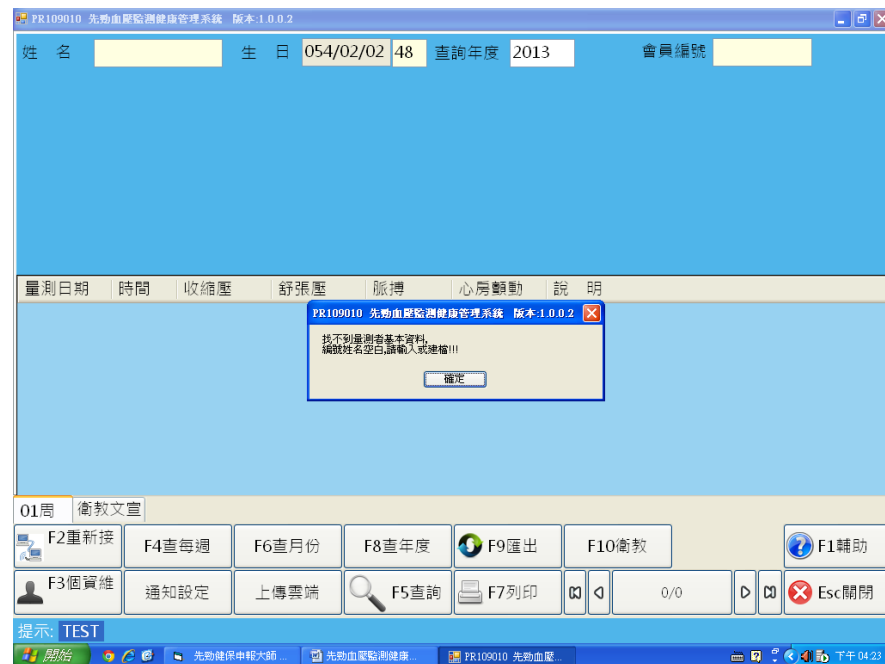 PR109010 先勁血壓監測健康管理系統 版本:1.0.0.2
姓 名 生 日 054/02/02 48 查詢年度 2013 會員編號
量測日期 時間 收縮壓 舒張壓 脈搏 心房顫動 說 明
PR109010 先勁血壓監測健康管理系統 版本:1.0.0.2
找不到量測者基本資料,
編號姓名空白,請輸入或建檔!!!
確定
01周 衛教文宣
F2重新接 F4查每週 F6查月份 F8查年度 F9匯出 F10衛教 F1輔助
F3個資維 通知設定 上傳雲端 F5查詢 F7列印 0/0 Esc關閉
提示: TEST
開始 先勁健保申報大師 ... 先勁血壓監測健康... PR109010 先勁血壓... 下午 04:23